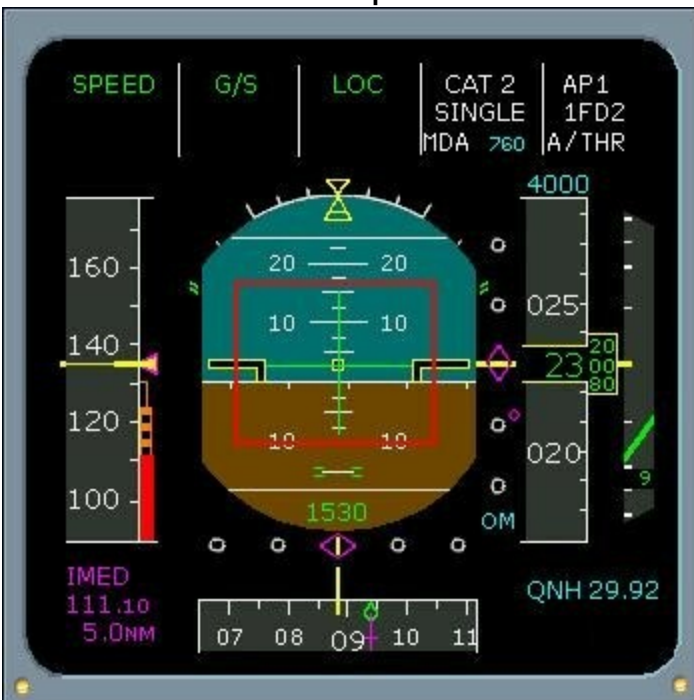 SPEED G/S LOC CAT 2 AP1
SINGLE 1FD2
MDA 760 A/THR
4000
160 20 20
025
10 10
140 20
23 00
80
120
10 10 020
9
100 1530
OM
IMED
111.10 QNH 29.92
5.0NM
07 08 09 10 11